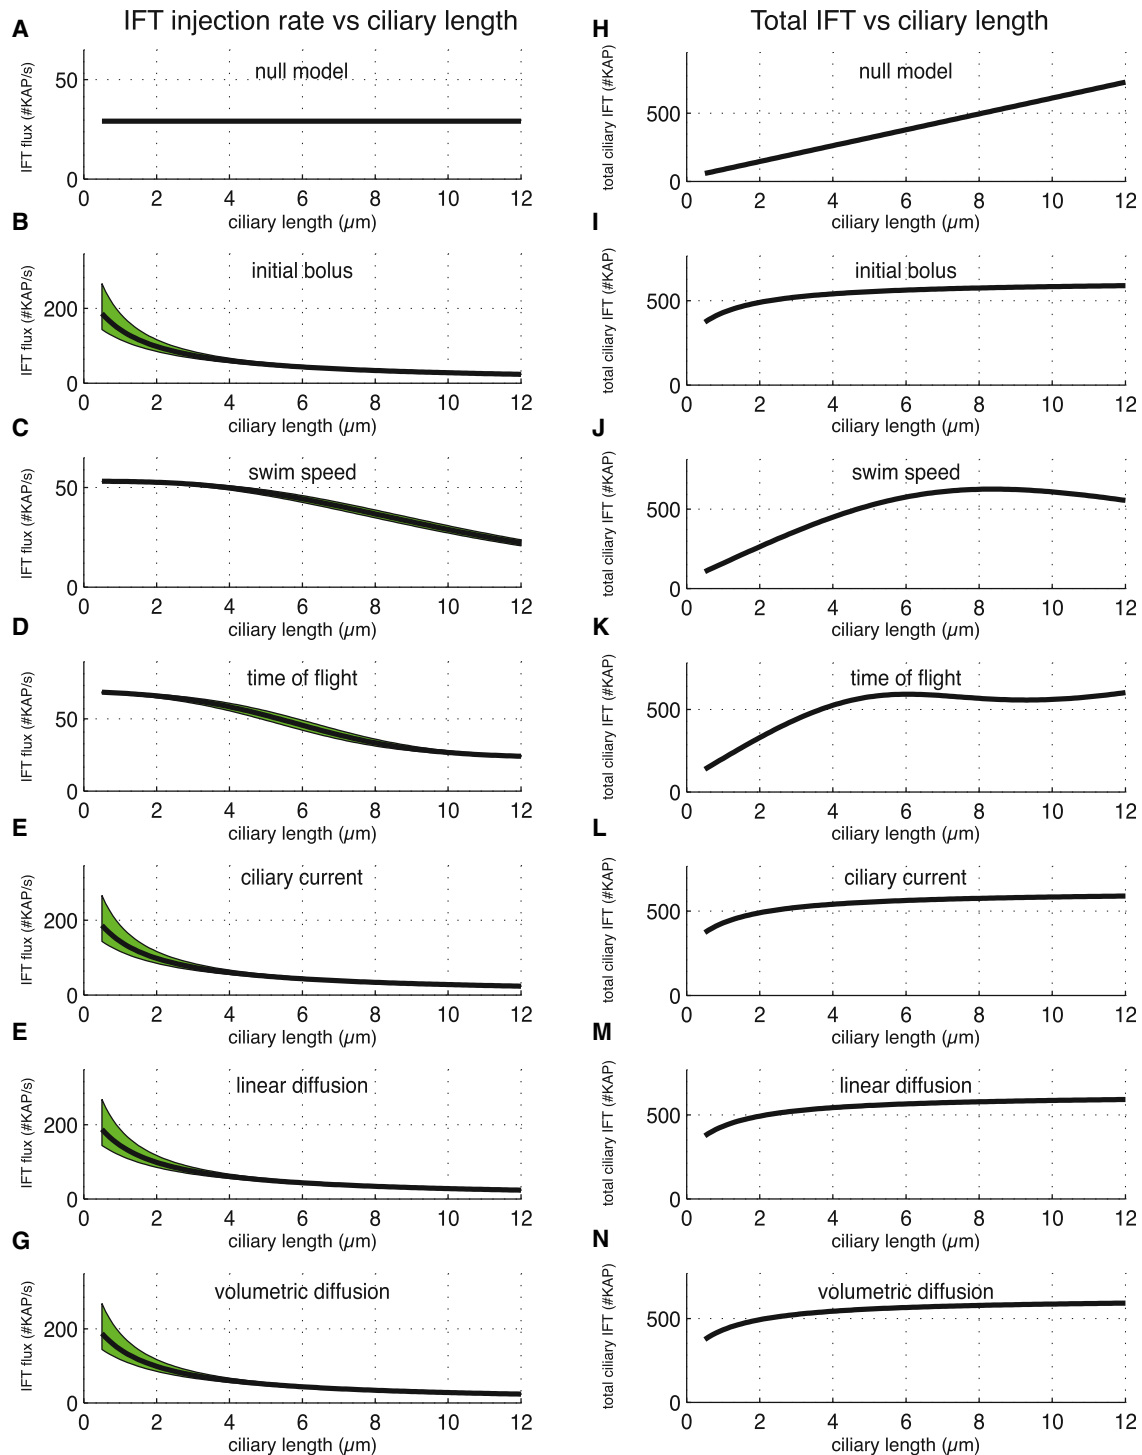 IFT injection rate vs ciliary length
Total IFT vs ciliary length
A
IFT flux (#KAP/s)
null model
50
0
0 2 4 6 8 10 12
ciliary length (µm)
H
total ciliary IFT (#KAP)
null model
500
0
0 2 4 6 8 10 12
ciliary length (µm)
B
IFT flux (#KAP/s)
initial bolus
200
0
0 2 4 6 8 10 12
ciliary length (µm)
I
total ciliary IFT (#KAP)
initial bolus
500
0
0 2 4 6 8 10 12
ciliary length (µm)
C
IFT flux (#KAP/s)
swim speed
50
0
0 2 4 6 8 10 12
ciliary length (µm)
J
total ciliary IFT (#KAP)
swim speed
500
0
0 2 4 6 8 10 12
ciliary length (µm)
D
IFT flux (#KAP/s)
time of flight
50
0
0 2 4 6 8 10 12
ciliary length (µm)
K
total ciliary IFT (#KAP)
time of flight
500
0
0 2 4 6 8 10 12
ciliary length (µm)
E
IFT flux (#KAP/s)
ciliary current
200
0
0 2 4 6 8 10 12
ciliary length (µm)
L
total ciliary IFT (#KAP)
ciliary current
500
0
0 2 4 6 8 10 12
ciliary length (µm)
E
IFT flux (#KAP/s)
linear diffusion
200
0
0 2 4 6 8 10 12
ciliary length (µm)
M
total ciliary IFT (#KAP)
linear diffusion
500
0
0 2 4 6 8 10 12
ciliary length (µm)
G
IFT flux (#KAP/s)
volumetric diffusion
200
0
0 2 4 6 8 10 12
ciliary length (µm)
N
total ciliary IFT (#KAP)
volumetric diffusion
500
0
0 2 4 6 8 10 12
ciliary length (µm)